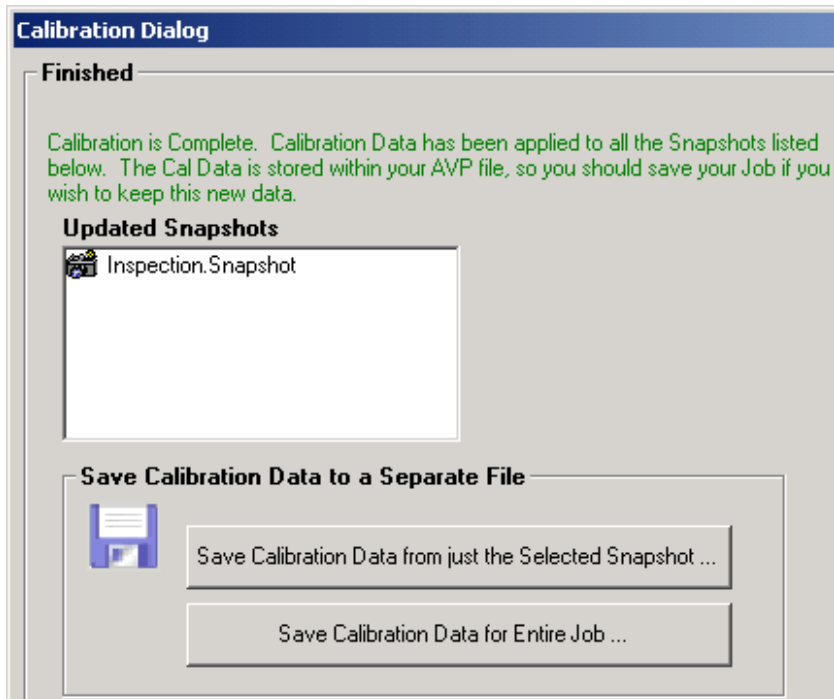 Calibration Dialog
Finished
Calibration is Complete.  Calibration Data has been applied to all the Snapshots listed
below.  The Cal Data is stored within your AVP file, so you should save your Job if you
wish to keep this new data.
Updated Snapshots
Inspection.Snapshot
Save Calibration Data to a Separate File
Save Calibration Data from just the Selected Snapshot ...
Save Calibration Data for Entire Job ...